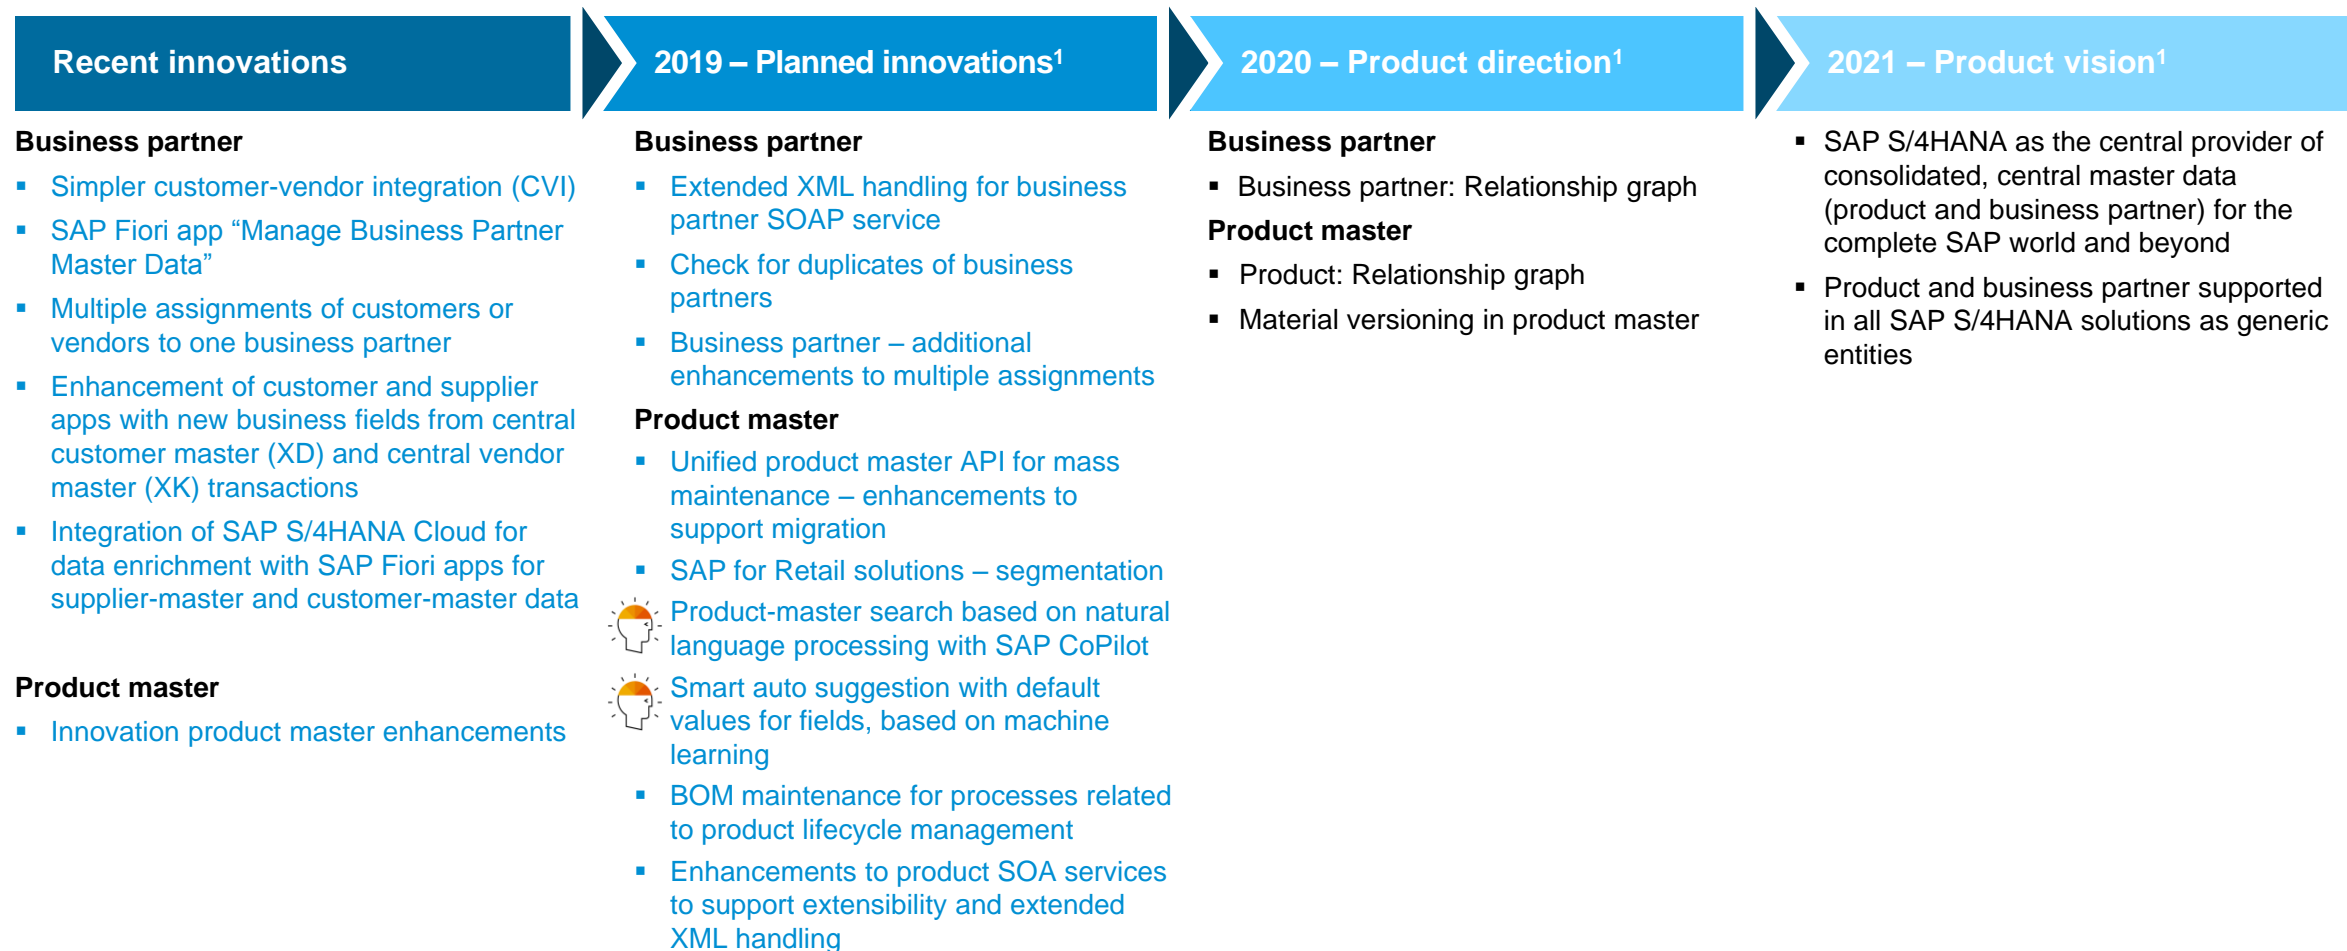 Recent innovations
2019 – Planned innovations¹
2020 – Product direction¹
2021 – Product vision¹
Business partner
▪ Simpler customer-vendor integration (CVI)
▪ SAP Fiori app “Manage Business Partner
Master Data”
▪ Multiple assignments of customers or
vendors to one business partner
▪ Enhancement of customer and supplier
apps with new business fields from central
customer master (XD) and central vendor
master (XK) transactions
▪ Integration of SAP S/4HANA Cloud for
data enrichment with SAP Fiori apps for
supplier-master and customer-master data
Product master
▪ Innovation product master enhancements
Business partner
▪ Extended XML handling for business
partner SOAP service
▪ Check for duplicates of business
partners
▪ Business partner – additional
enhancements to multiple assignments
Product master
▪ Unified product master API for mass
maintenance – enhancements to
support migration
▪ SAP for Retail solutions – segmentation
Product-master search based on natural
language processing with SAP CoPilot
Smart auto suggestion with default
values for fields, based on machine
learning
▪ BOM maintenance for processes related
to product lifecycle management
▪ Enhancements to product SOA services
to support extensibility and extended
XML handling
Business partner
▪ Business partner: Relationship graph
Product master
▪ Product: Relationship graph
▪ Material versioning in product master
▪ SAP S/4HANA as the central provider of
consolidated, central master data
(product and business partner) for the
complete SAP world and beyond
▪ Product and business partner supported
in all SAP S/4HANA solutions as generic
entities